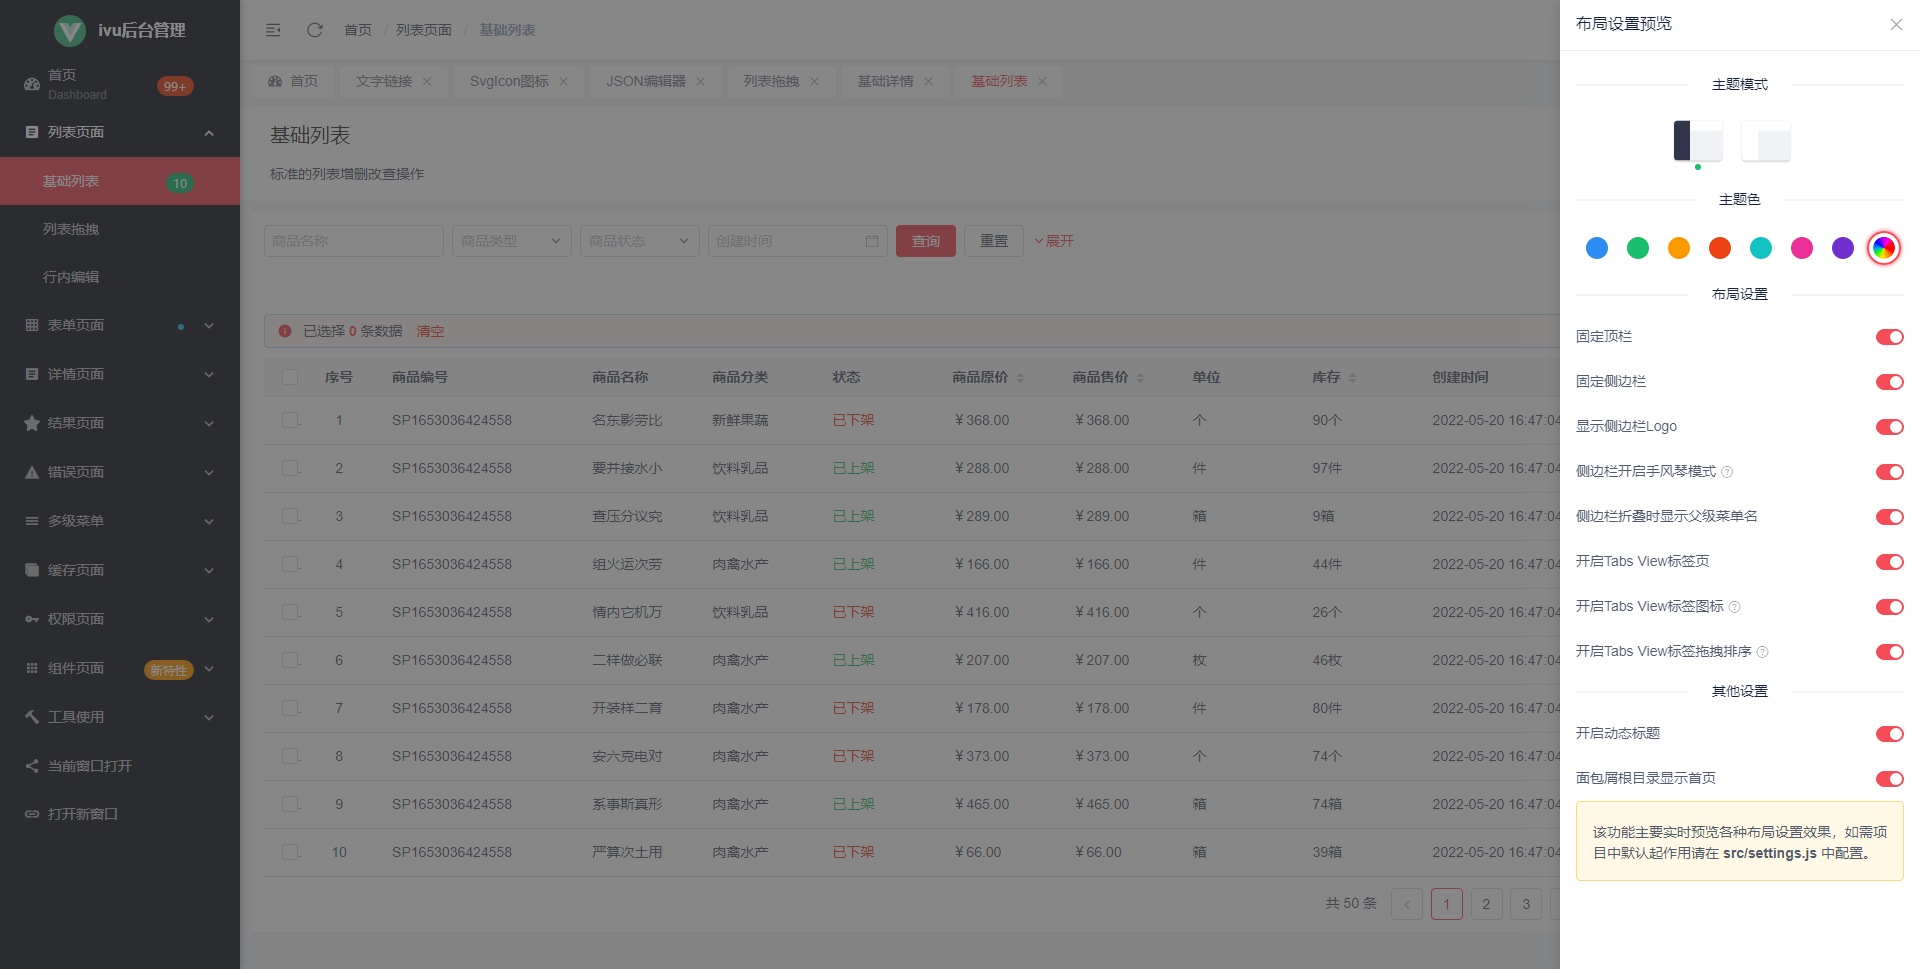 ivu后台管理
首页
Dashboard
99+
列表页面
基础列表
10
列表拖拽
行内编辑
表单页面
详情页面
结果页面
错误页面
多级菜单
缓存页面
权限页面
组件页面
新特性
工具使用
当前窗口打开
打开新窗口
首页 / 列表页面 / 基础列表
首页 文字链接 SvgIcon图标 JSON编辑器 列表拖拽 基础详情 基础列表
基础列表
标准的列表增删改查操作
商品名称 商品类型 商品状态 创建时间 查询 重置 展开
已选择 0 条数据 清空
序号 商品编号 商品名称 商品分类 状态 商品原价 商品售价 单位 库存 创建时间
1 SP1653036424558 名东影劳比 新鲜果蔬 已下架 ￥368.00 ￥368.00 个 90个 2022-05-20 16:47:04
2 SP1653036424558 要并接水小 饮料乳品 已上架 ￥288.00 ￥288.00 件 97件 2022-05-20 16:47:04
3 SP1653036424558 查压分议究 饮料乳品 已上架 ￥289.00 ￥289.00 箱 9箱 2022-05-20 16:47:04
4 SP1653036424558 组火运次劳 肉禽水产 已上架 ￥166.00 ￥166.00 件 44件 2022-05-20 16:47:04
5 SP1653036424558 情内它机万 饮料乳品 已下架 ￥416.00 ￥416.00 个 26个 2022-05-20 16:47:04
6 SP1653036424558 二样做必联 肉禽水产 已上架 ￥207.00 ￥207.00 枚 46枚 2022-05-20 16:47:04
7 SP1653036424558 开装样二育 肉禽水产 已下架 ￥178.00 ￥178.00 件 80件 2022-05-20 16:47:04
8 SP1653036424558 安六克电对 肉禽水产 已下架 ￥373.00 ￥373.00 个 74个 2022-05-20 16:47:04
9 SP1653036424558 系事斯真形 肉禽水产 已上架 ￥465.00 ￥465.00 箱 74箱 2022-05-20 16:47:04
10 SP1653036424558 严算次土用 肉禽水产 已下架 ￥66.00 ￥66.00 箱 39箱 2022-05-20 16:47:04
共 50 条 1 2 3
布局设置预览
主题模式
主题色
布局设置
固定顶栏
固定侧边栏
显示侧边栏Logo
侧边栏开启手风琴模式
侧边栏折叠时显示父级菜单名
开启Tabs View标签页
开启Tabs View标签图标
开启Tabs View标签拖拽排序
其他设置
开启动态标题
面包屑根目录显示首页
该功能主要实时预览各种布局设置效果，如需项
目中默认起作用请在 src/settings.js 中配置。